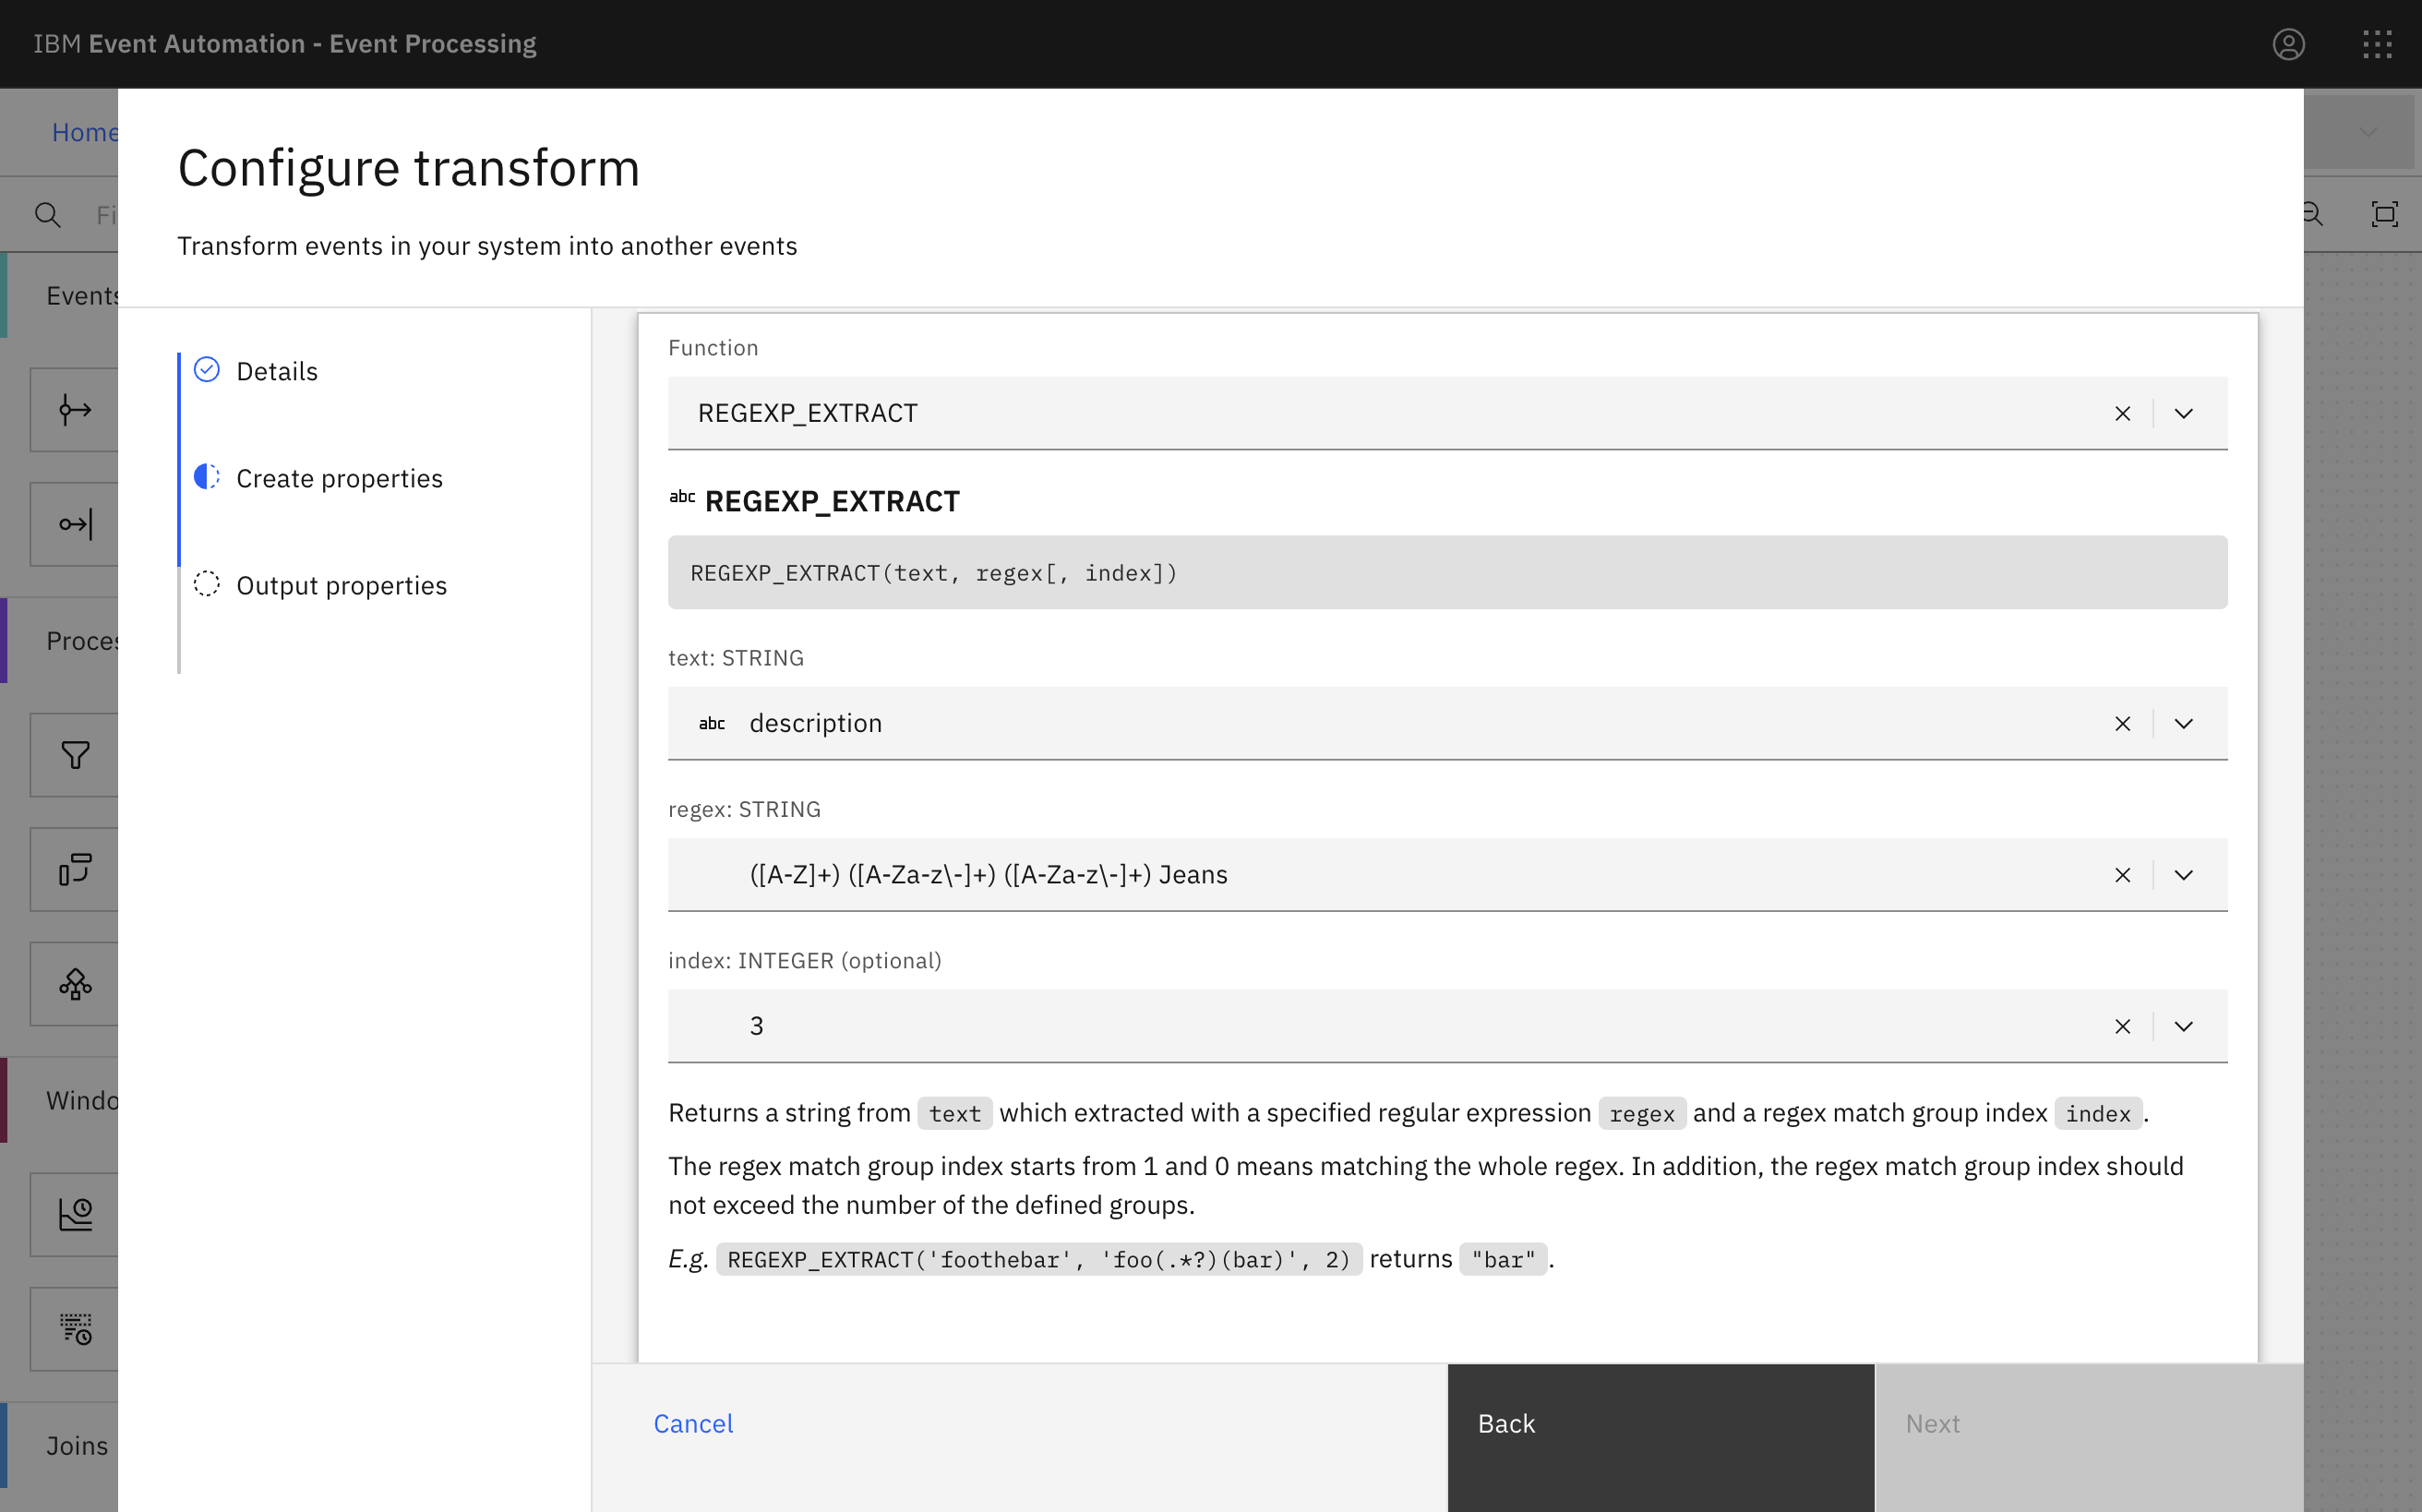 IBM Event Automation - Event Processing
Home
Fi
Configure transform
Transform events in your system into another events
Events
Details
Create properties
Output properties
Proces
Windo
Joins
Function
REGEXP_EXTRACT
abc REGEXP_EXTRACT
REGEXP_EXTRACT(text, regex[, index])
text: STRING
abc description
regex: STRING
([A-Z]+) ([A-Za-z\-]+) ([A-Za-z\-]+) Jeans
index: INTEGER (optional)
3
Returns a string from text which extracted with a specified regular expression regex and a regex match group index index .
The regex match group index starts from 1 and 0 means matching the whole regex. In addition, the regex match group index should
not exceed the number of the defined groups.
E.g. REGEXP_EXTRACT('foothebar', 'foo(.*?)(bar)', 2) returns "bar" .
Cancel
Back
Next